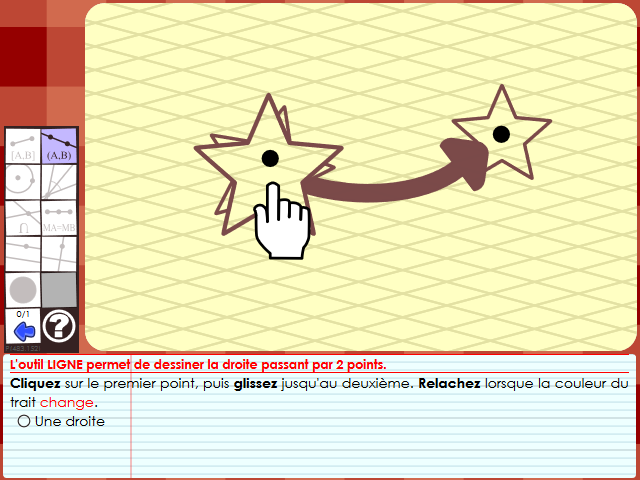 [A,B]
(A,B)
∩
MA=MB
0/1
?
L'outil LIGNE permet de dessiner la droite passant par 2 points.
Cliquez sur le premier point, puis glissez jusqu'au deuxième. Relachez lorsque la couleur du
trait change.
Une droite